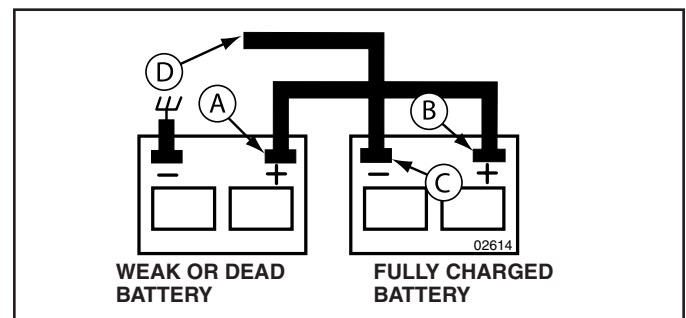 D
A
B
C
− +
− +
02614
WEAK OR DEAD
BATTERY
FULLY CHARGED
BATTERY